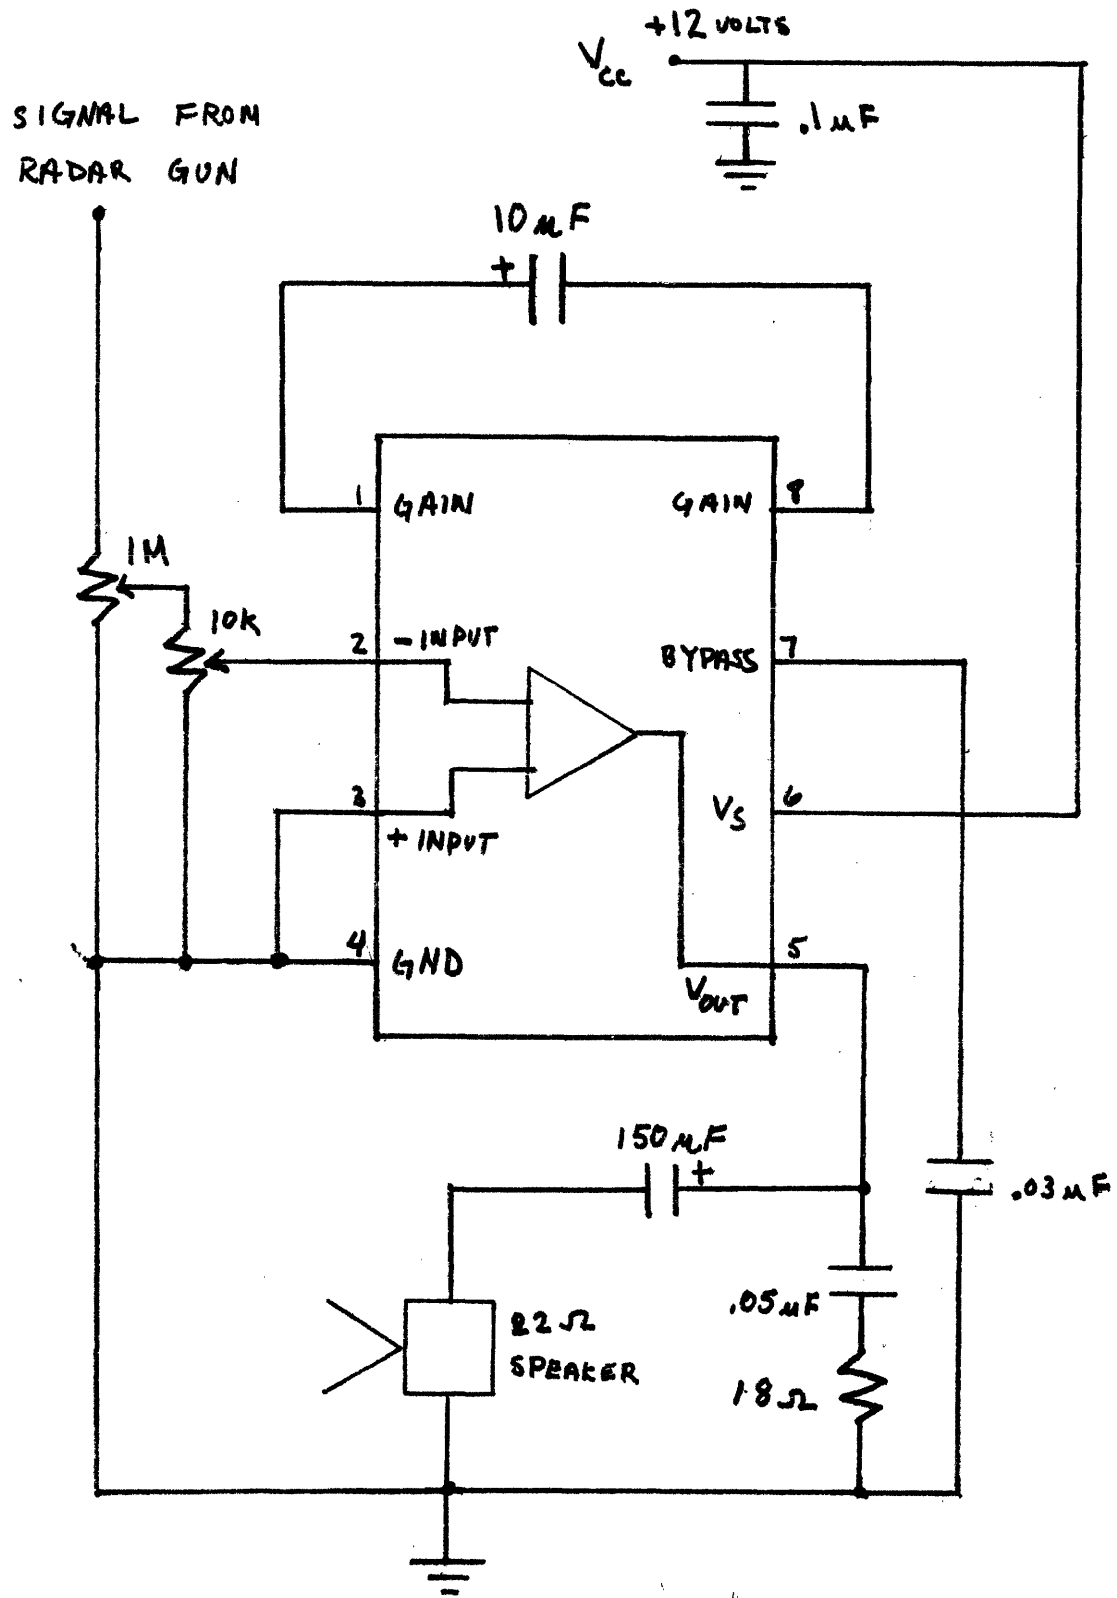 +12 VOLTS
Vcc
.1µF
SIGNAL FROM
RADAR GUN
10µF
+
1 GAIN
GAIN 8
1M
10K
2 -INPUT
BYPASS 7
3
+ INPUT
Vs 6
4 GND
5
VOUT
150µF
+
.03µF
.05µF
22Ω
SPEAKER
1.8Ω